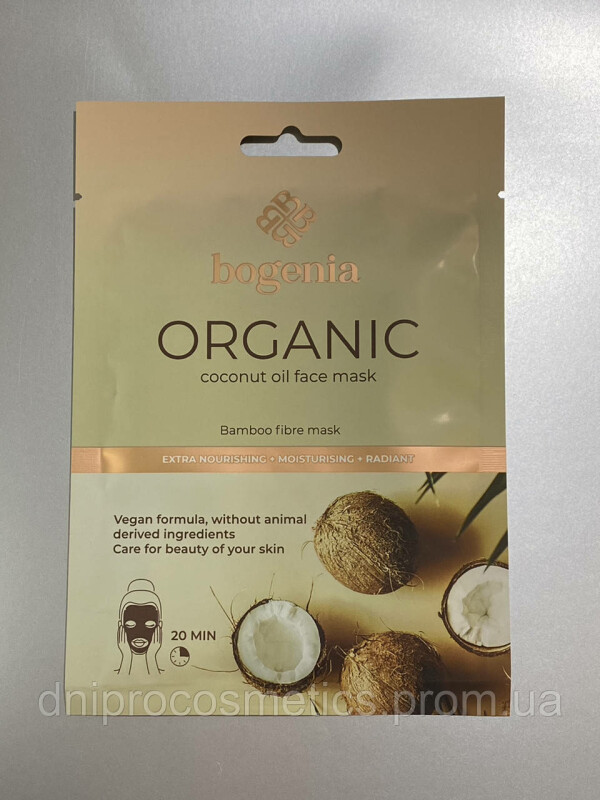 bogenia
ORGANIC
coconut oil face mask
Bamboo fibre mask
EXTRA NOURISHING + MOISTURISING + RADIANT
Vegan formula, without animal
derived ingredients
Care for beauty of your skin
20 MIN
dniprocosmetics.prom.ua